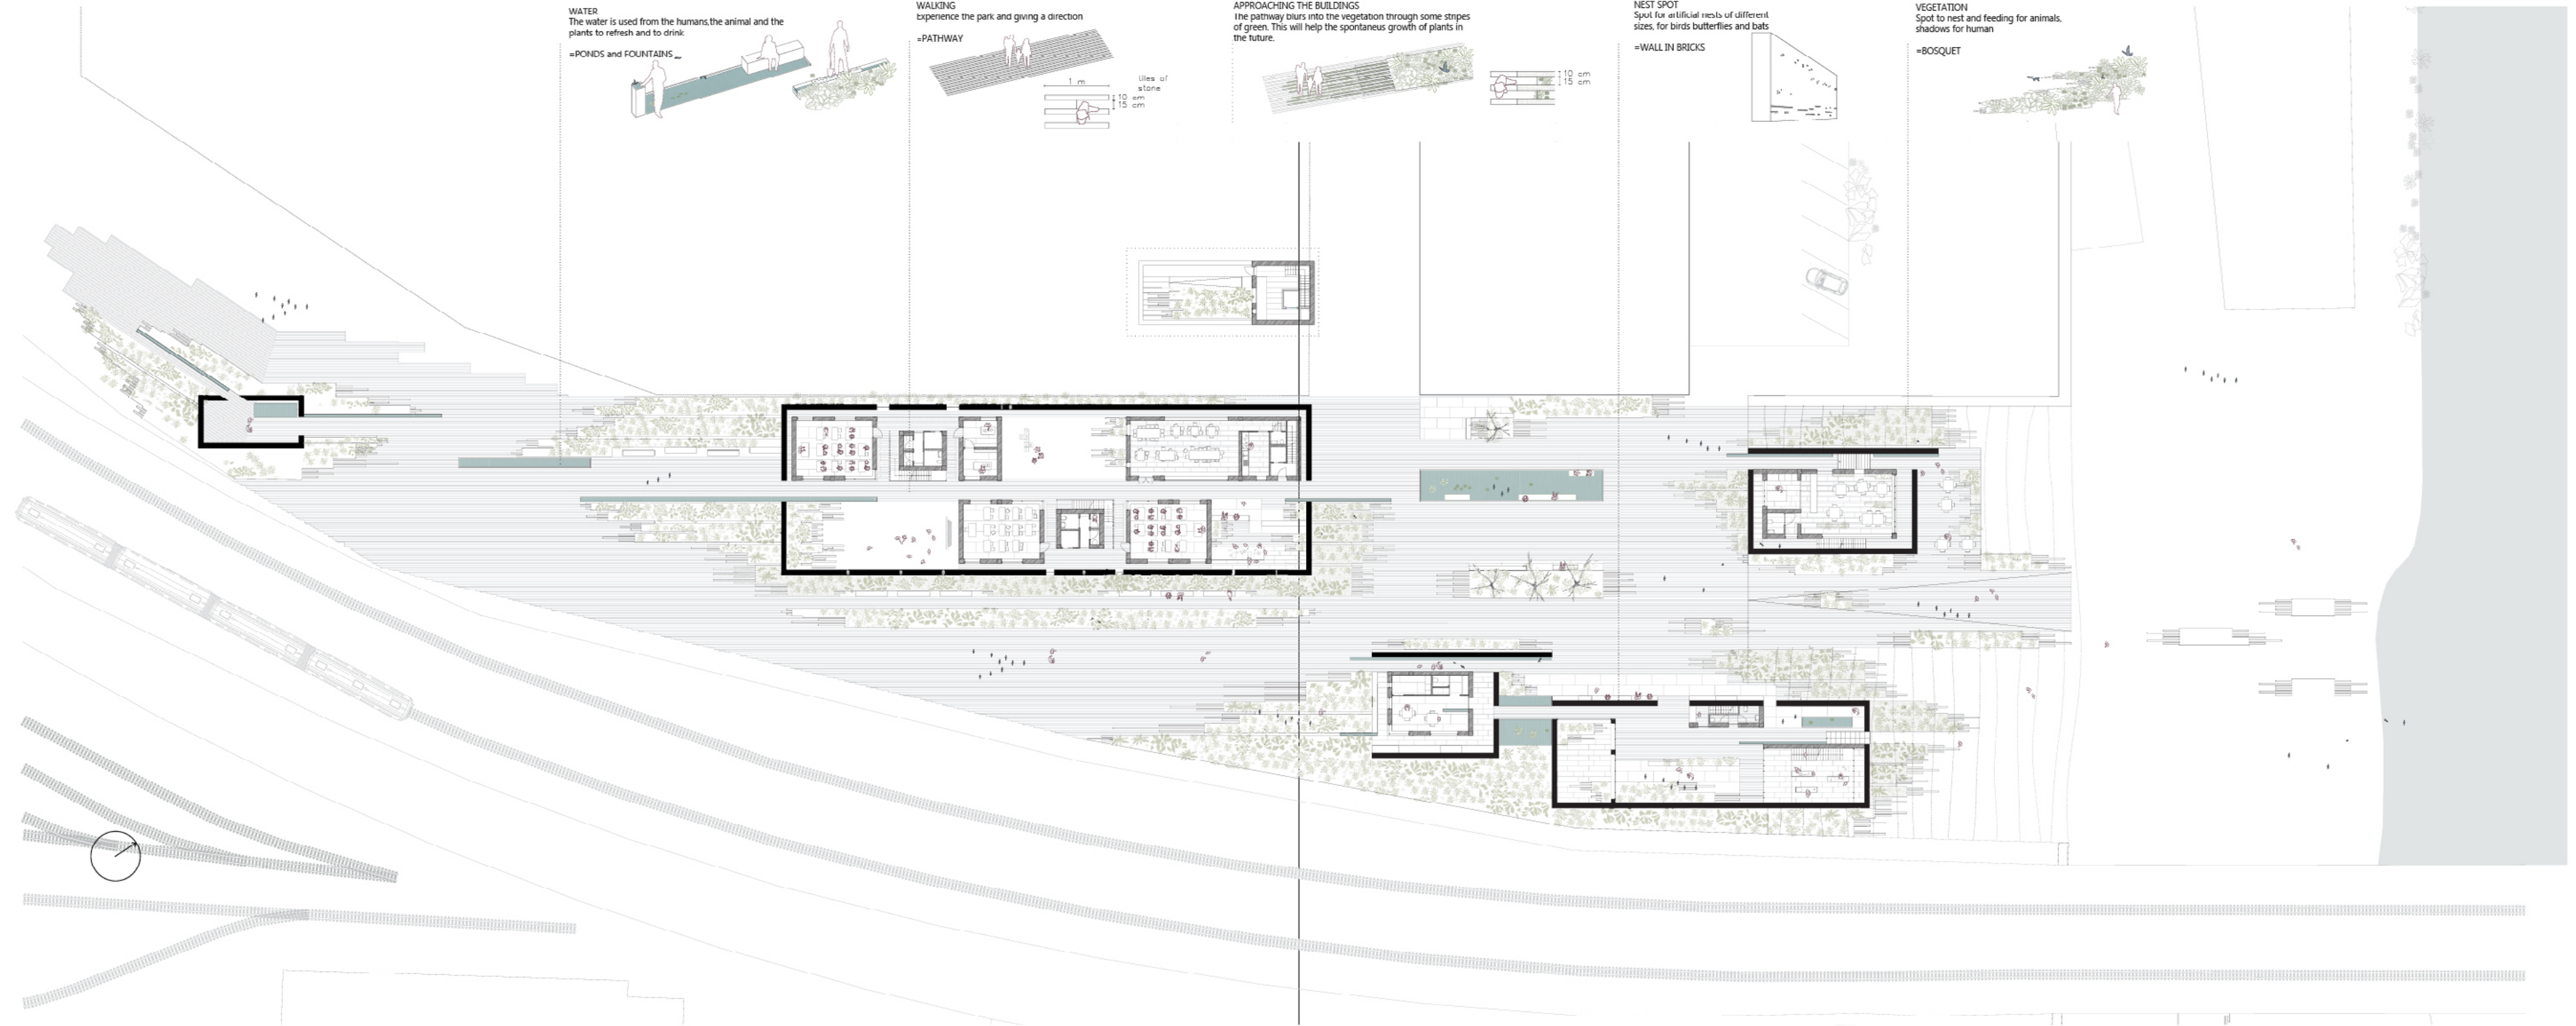 WATER
The water is used from the humans,the animal and the
plants to refresh and to drink
=PONDS and FOUNTAINS
WALKING
Experience the park and giving a direction
=PATHWAY
1 m
tiles of
stone
10 cm
15 cm
APPROACHING THE BUILDINGS
The pathway blurs into the vegetation through some stripes
of green. This will help the spontaneus growth of plants in
the future.
10 cm
15 cm
NEST SPOT
Spot for artificial nests of different
sizes, for birds butterflies and bats
=WALL IN BRICKS
VEGETATION
Spot to nest and feeding for animals,
shadows for human
=BOSQUET